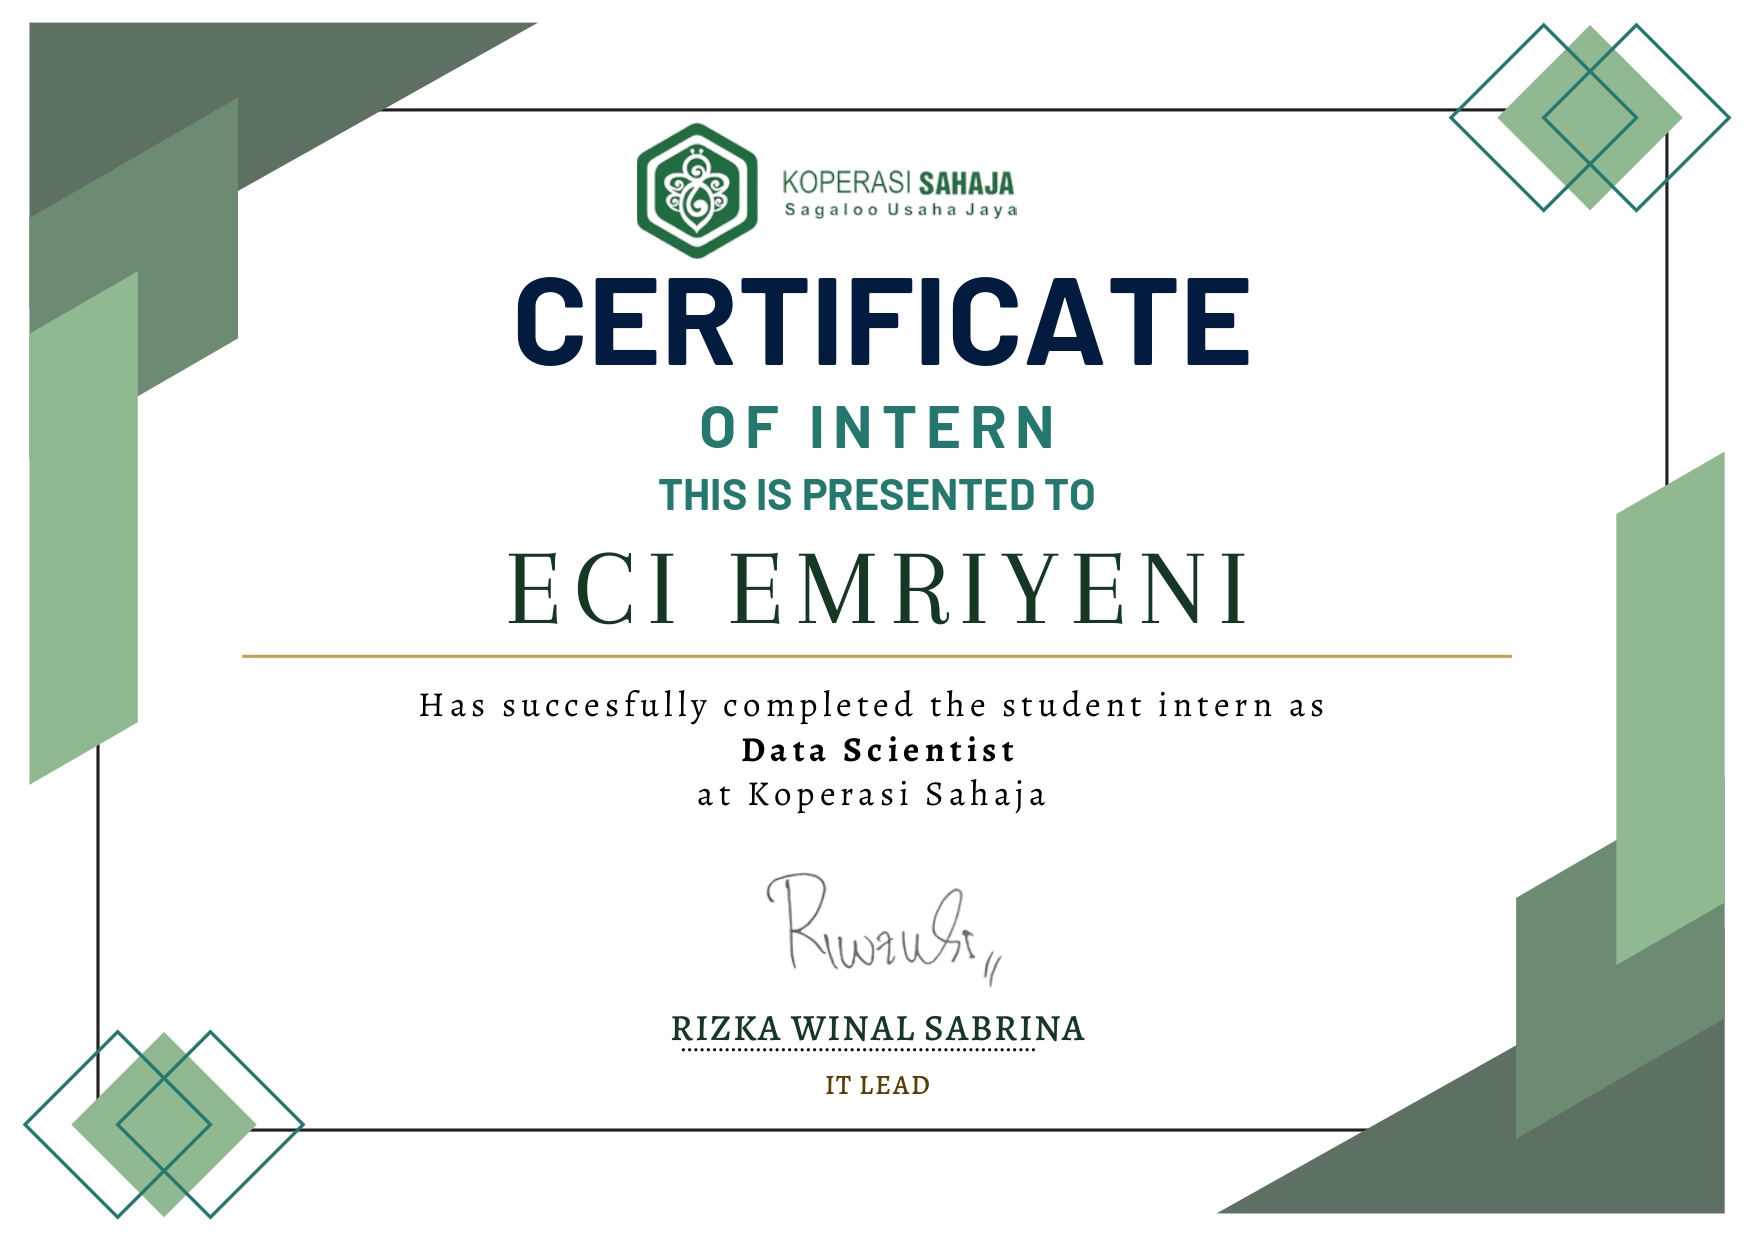 KOPERASI SAHAJA
Sagaloo Usaha Jaya
CERTIFICATE
OF INTERN
THIS IS PRESENTED TO
ECI EMRIYENI
Has succesfully completed the student intern as
Data Scientist
at Koperasi Sahaja
RIZKA WINAL SABRINA
IT LEAD